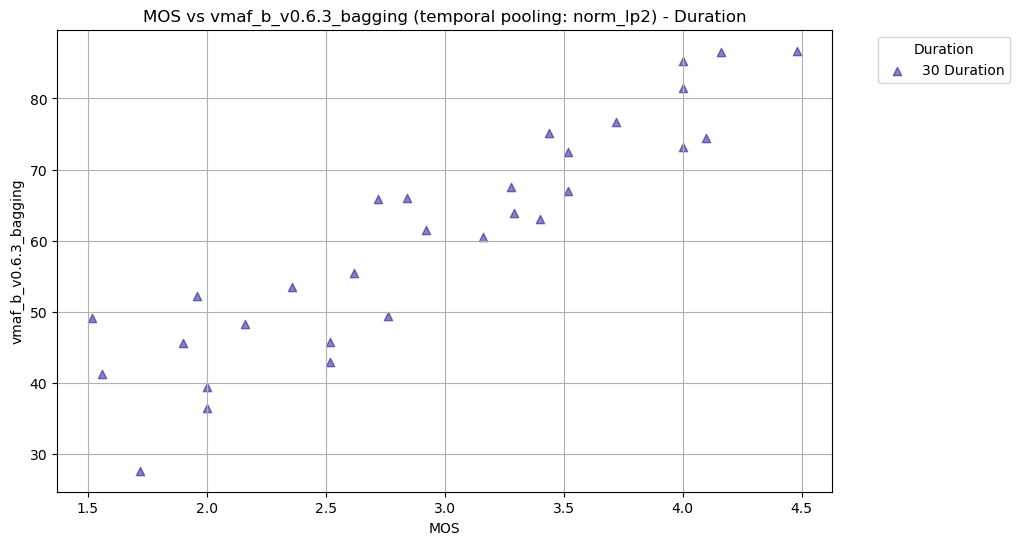 MOS vs vmaf_b_v0.6.3_bagging (temporal pooling: norm_lp2) - Duration
Duration
30 Duration
vmaf_b_v0.6.3_bagging
80
70
60
50
40
30
1.5 2.0 2.5 3.0 3.5 4.0 4.5
MOS